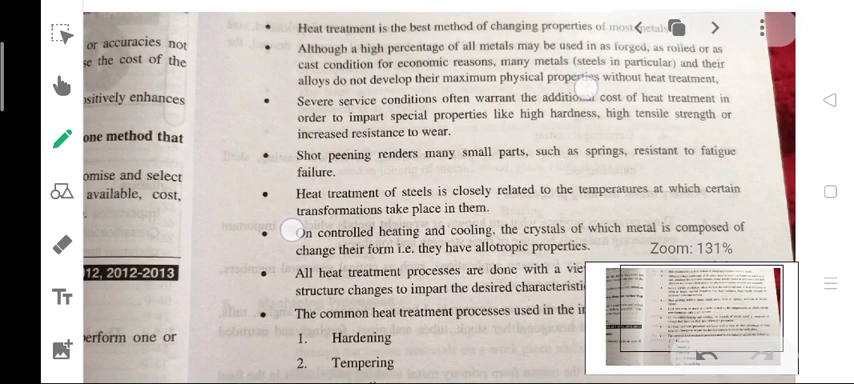 or accuracies not
se the cost of the
ositively enhances
one method that
omise and select
available, cost,
12, 2012-2013
erform one or
• Heat treatment is the best method of changing properties of most metals
• Although a high percentage of all metals may be used in as forged, as rolled or as
cast condition for economic reasons, many metals (steels in particular) and their
alloys do not develop their maximum physical properties without heat treatment,
• Severe service conditions often warrant the additional cost of heat treatment in
order to impart special properties like high hardness, high tensile strength or
increased resistance to wear.
• Shot peening renders many small parts, such as springs, resistant to fatigue
failure.
• Heat treatment of steels is closely related to the temperatures at which certain
transformations take place in them.
• On controlled heating and cooling, the crystals of which metal is composed of
change their form i.e. they have allotropic properties.
• All heat treatment processes are done with a vie
structure changes to impart the desired characteristi
• The common heat treatment processes used in the i
1. Hardening
2. Tempering
Zoom: 131%
Tt